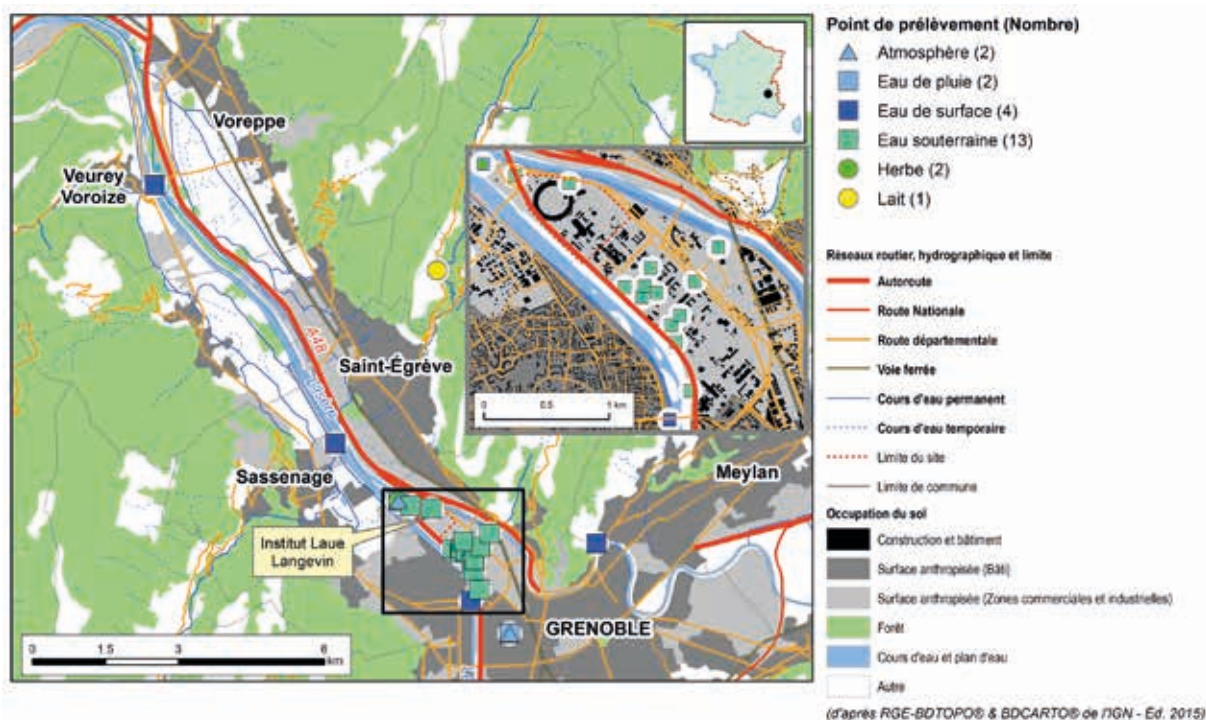 Voreppe
Veurey
Voroize
A48
Isère
Saint-Égrève
Sassenage
Meylan
Institut Laue
Langevin
GRENOBLE
0 1.5 3 6
km
0 0.5 1 km
Point de prélèvement (Nombre)
Atmosphère (2)
Eau de pluie (2)
Eau de surface (4)
Eau souterraine (13)
Herbe (2)
Lait (1)
Réseaux routier, hydrographique et limite
Autoroute
Route Nationale
Route départementale
Voie ferrée
Cours d'eau permanent
Cours d'eau temporaire
Limite du site
Limite de commune
Occupation du sol
Construction et bâtiment
Surface anthropisée (Bâti)
Surface anthropisée (Zones commerciales et industrielles)
Forêt
Cours d'eau et plan d'eau
Autre
(d'après RGE-BDTOPO® & BDCARTO® de l'IGN - Éd. 2015)